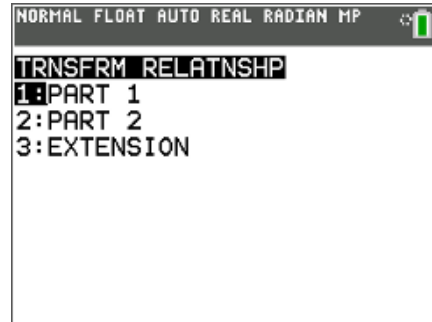 NORMAL FLOAT AUTO REAL RADIAN MP
TRNSFRM RELATNSHP
1:PART 1
2:PART 2
3:EXTENSION